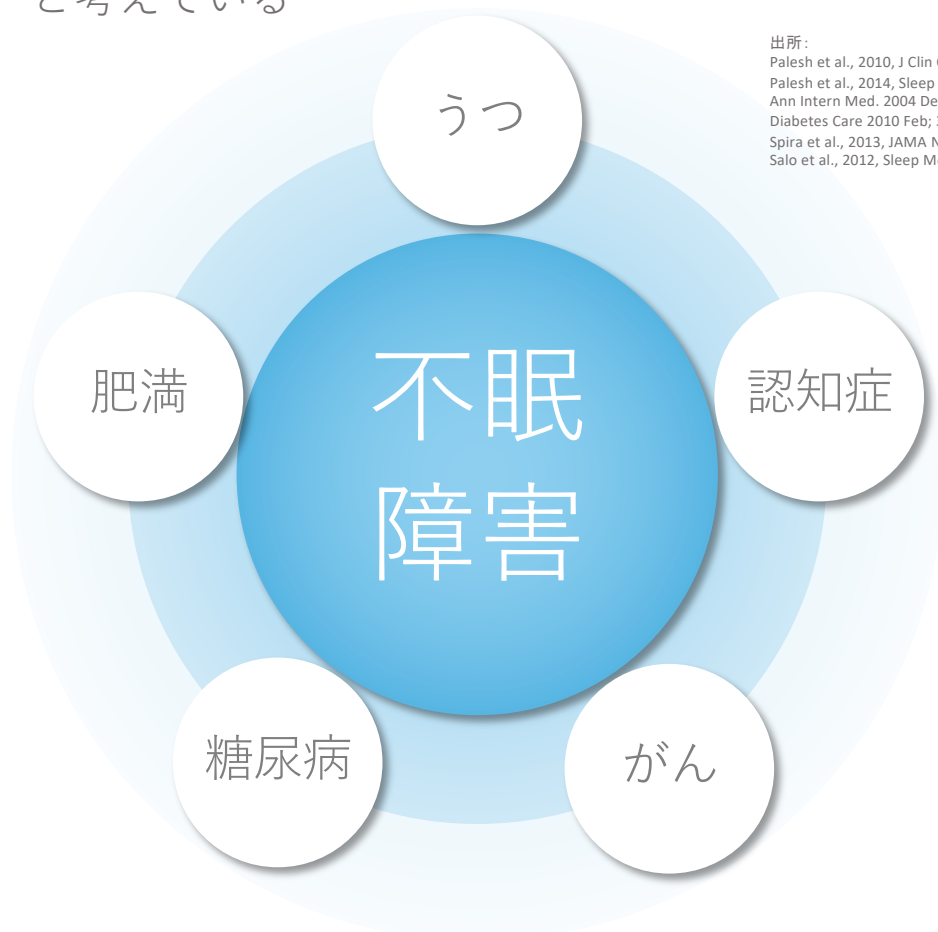 と考えている
出所:
Palesh et al., 2010, J Clin
Palesh et al., 2014, Sleep
Ann Intern Med. 2004 De
Diabetes Care 2010 Feb;
Spira et al., 2013, JAMA N
Salo et al., 2012, Sleep M
うつ
肥満
認知症
不眠
障害
糖尿病
がん